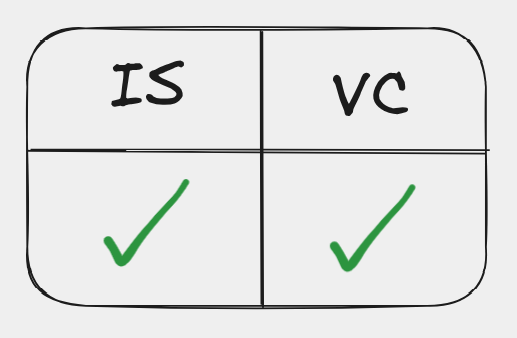 IS VC
✓ ✓